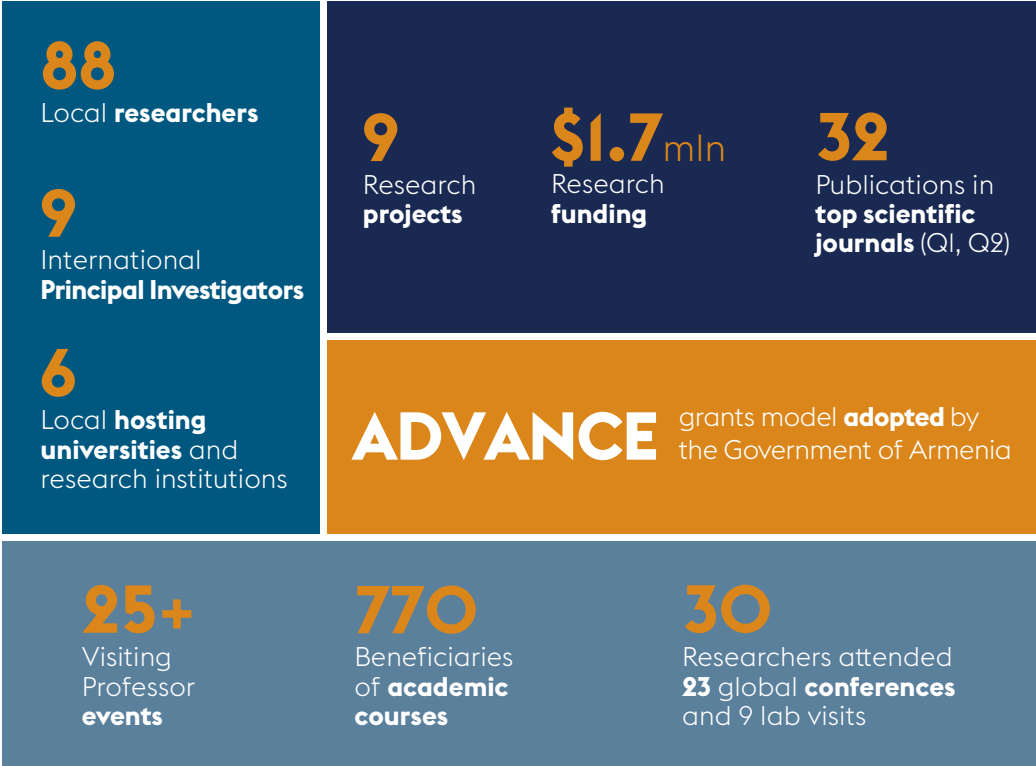 88
Local researchers
9
International
Principal Investigators
6
Local hosting
universities and
research institutions
9
Research
projects
$1.7 mln
Research
funding
32
Publications in
top scientific
journals (Q1, Q2)
ADVANCE
grants model adopted by
the Government of Armenia
25+
Visiting
Professor
events
770
Beneficiaries
of academic
courses
30
Researchers attended
23 global conferences
and 9 lab visits